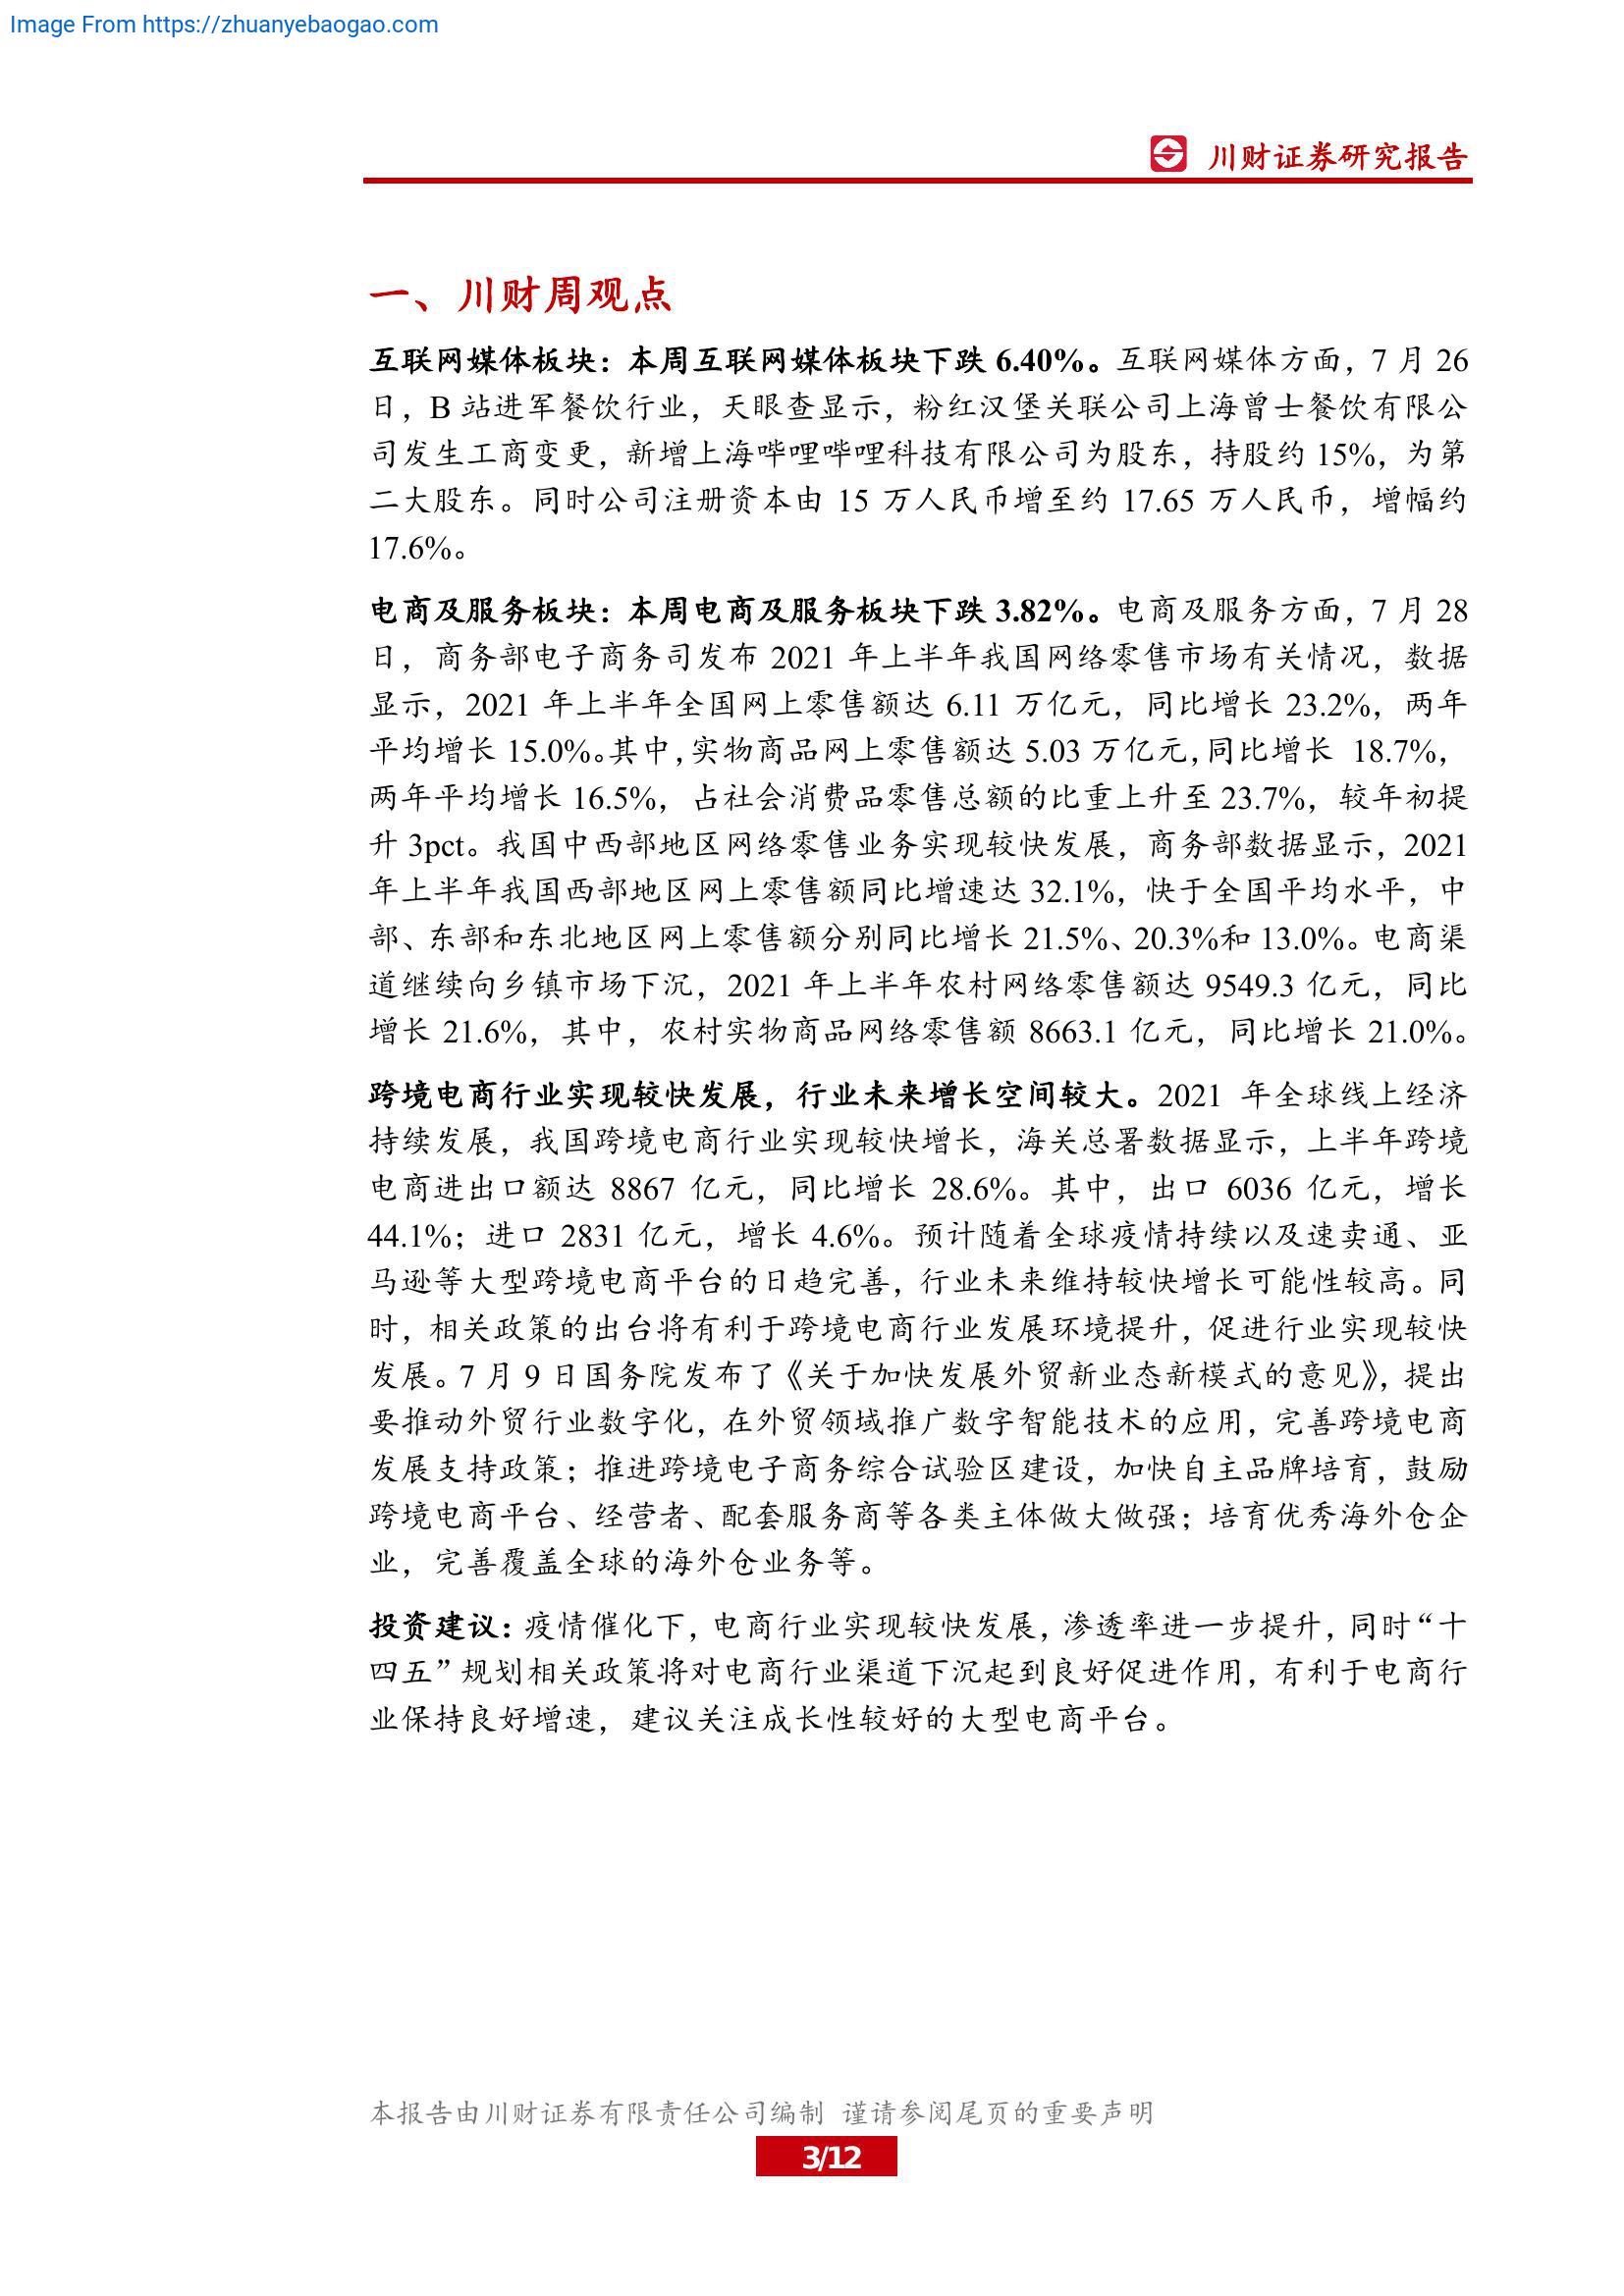 Image From https://zhuanyebaogao.com
川财证券研究报告
一、川财周观点
互联网媒体板块：本周互联网媒体板块下跌 6.40%。互联网媒体方面，7 月 26
日，B 站进军餐饮行业，天眼查显示，粉红汉堡关联公司上海曾士餐饮有限公
司发生工商变更，新增上海哔哩哔哩科技有限公司为股东，持股约 15%，为第
二大股东。同时公司注册资本由 15 万人民币增至约 17.65 万人民币，增幅约
17.6%。
电商及服务板块：本周电商及服务板块下跌 3.82%。电商及服务方面，7 月 28
日，商务部电子商务司发布 2021 年上半年我国网络零售市场有关情况，数据
显示，2021 年上半年全国网上零售额达 6.11 万亿元，同比增长 23.2%，两年
平均增长 15.0%。其中，实物商品网上零售额达 5.03 万亿元，同比增长 18.7%，
两年平均增长 16.5%，占社会消费品零售总额的比重上升至 23.7%，较年初提
升 3pct。我国中西部地区网络零售业务实现较快发展，商务部数据显示，2021
年上半年我国西部地区网上零售额同比增速达 32.1%，快于全国平均水平，中
部、东部和东北地区网上零售额分别同比增长 21.5%、20.3%和 13.0%。电商渠
道继续向乡镇市场下沉，2021 年上半年农村网络零售额达 9549.3 亿元，同比
增长 21.6%，其中，农村实物商品网络零售额 8663.1 亿元，同比增长 21.0%。
跨境电商行业实现较快发展，行业未来增长空间较大。2021 年全球线上经济
持续发展，我国跨境电商行业实现较快增长，海关总署数据显示，上半年跨境
电商进出口额达 8867 亿元，同比增长 28.6%。其中，出口 6036 亿元，增长
44.1%；进口 2831 亿元，增长 4.6%。预计随着全球疫情持续以及速卖通、亚
马逊等大型跨境电商平台的日趋完善，行业未来维持较快增长可能性较高。同
时，相关政策的出台将有利于跨境电商行业发展环境提升，促进行业实现较快
发展。7 月 9 日国务院发布了《关于加快发展外贸新业态新模式的意见》，提出
要推动外贸行业数字化，在外贸领域推广数字智能技术的应用，完善跨境电商
发展支持政策；推进跨境电子商务综合试验区建设，加快自主品牌培育，鼓励
跨境电商平台、经营者、配套服务商等各类主体做大做强；培育优秀海外仓企
业，完善覆盖全球的海外仓业务等。
投资建议：疫情催化下，电商行业实现较快发展，渗透率进一步提升，同时“十
四五”规划相关政策将对电商行业渠道下沉起到良好促进作用，有利于电商行
业保持良好增速，建议关注成长性较好的大型电商平台。
本报告由川财证券有限责任公司编制 谨请参阅尾页的重要声明
3/12